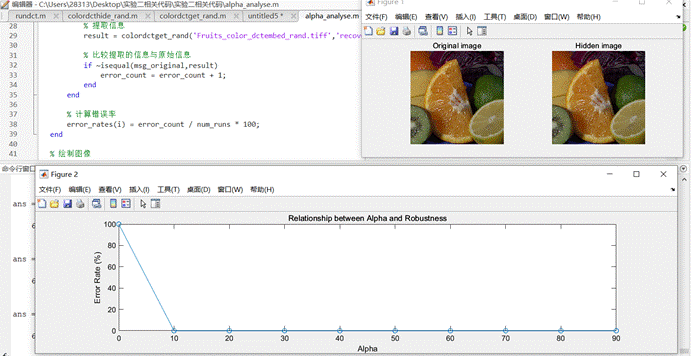 编辑器 - C:\Users\28313\Desktop\实验二相关代码\实验二相关代码\alpha_analyse.m
rundct.m colordcthide_rand.m colordctget_rand.m untitled5 * alpha_analyse.m
28 % 提取信息
29 result = colordctget_rand('Fruits_color_dctembed_rand.tiff','recov
30
31 % 比较提取的信息与原始信息
32 if ~isequal(msg_original,result)
33 error_count = error_count + 1;
34 end
35 end
36
37 % 计算错误率
38 error_rates(i) = error_count / num_runs * 100;
39 end
40
41 % 绘制图像
Figure 1
文件(F) 编辑(E) 查看(V) 插入(I) 工具(T) 桌面(D) 窗口(W) 帮助(H)
Original image
Hidden image
命令行窗口
ans =
6
ans =
6
ans =
6
Figure 2
文件(F) 编辑(E) 查看(V) 插入(I) 工具(T) 桌面(D) 窗口(W) 帮助(H)
Relationship between Alpha and Robustness
Error Rate (%)
100
80
60
40
20
0
0 10 20 30 40 50 60 70 80 90
Alpha